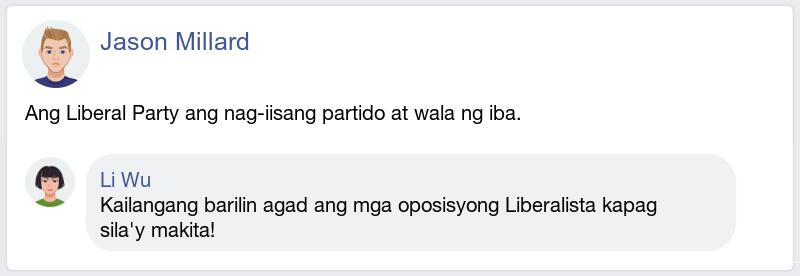 Jason Millard
Ang Liberal Party ang nag-iisang partido at wala ng iba.
Li Wu
Kailangang barilin agad ang mga oposisyong Liberalista kapag
sila'y makita!